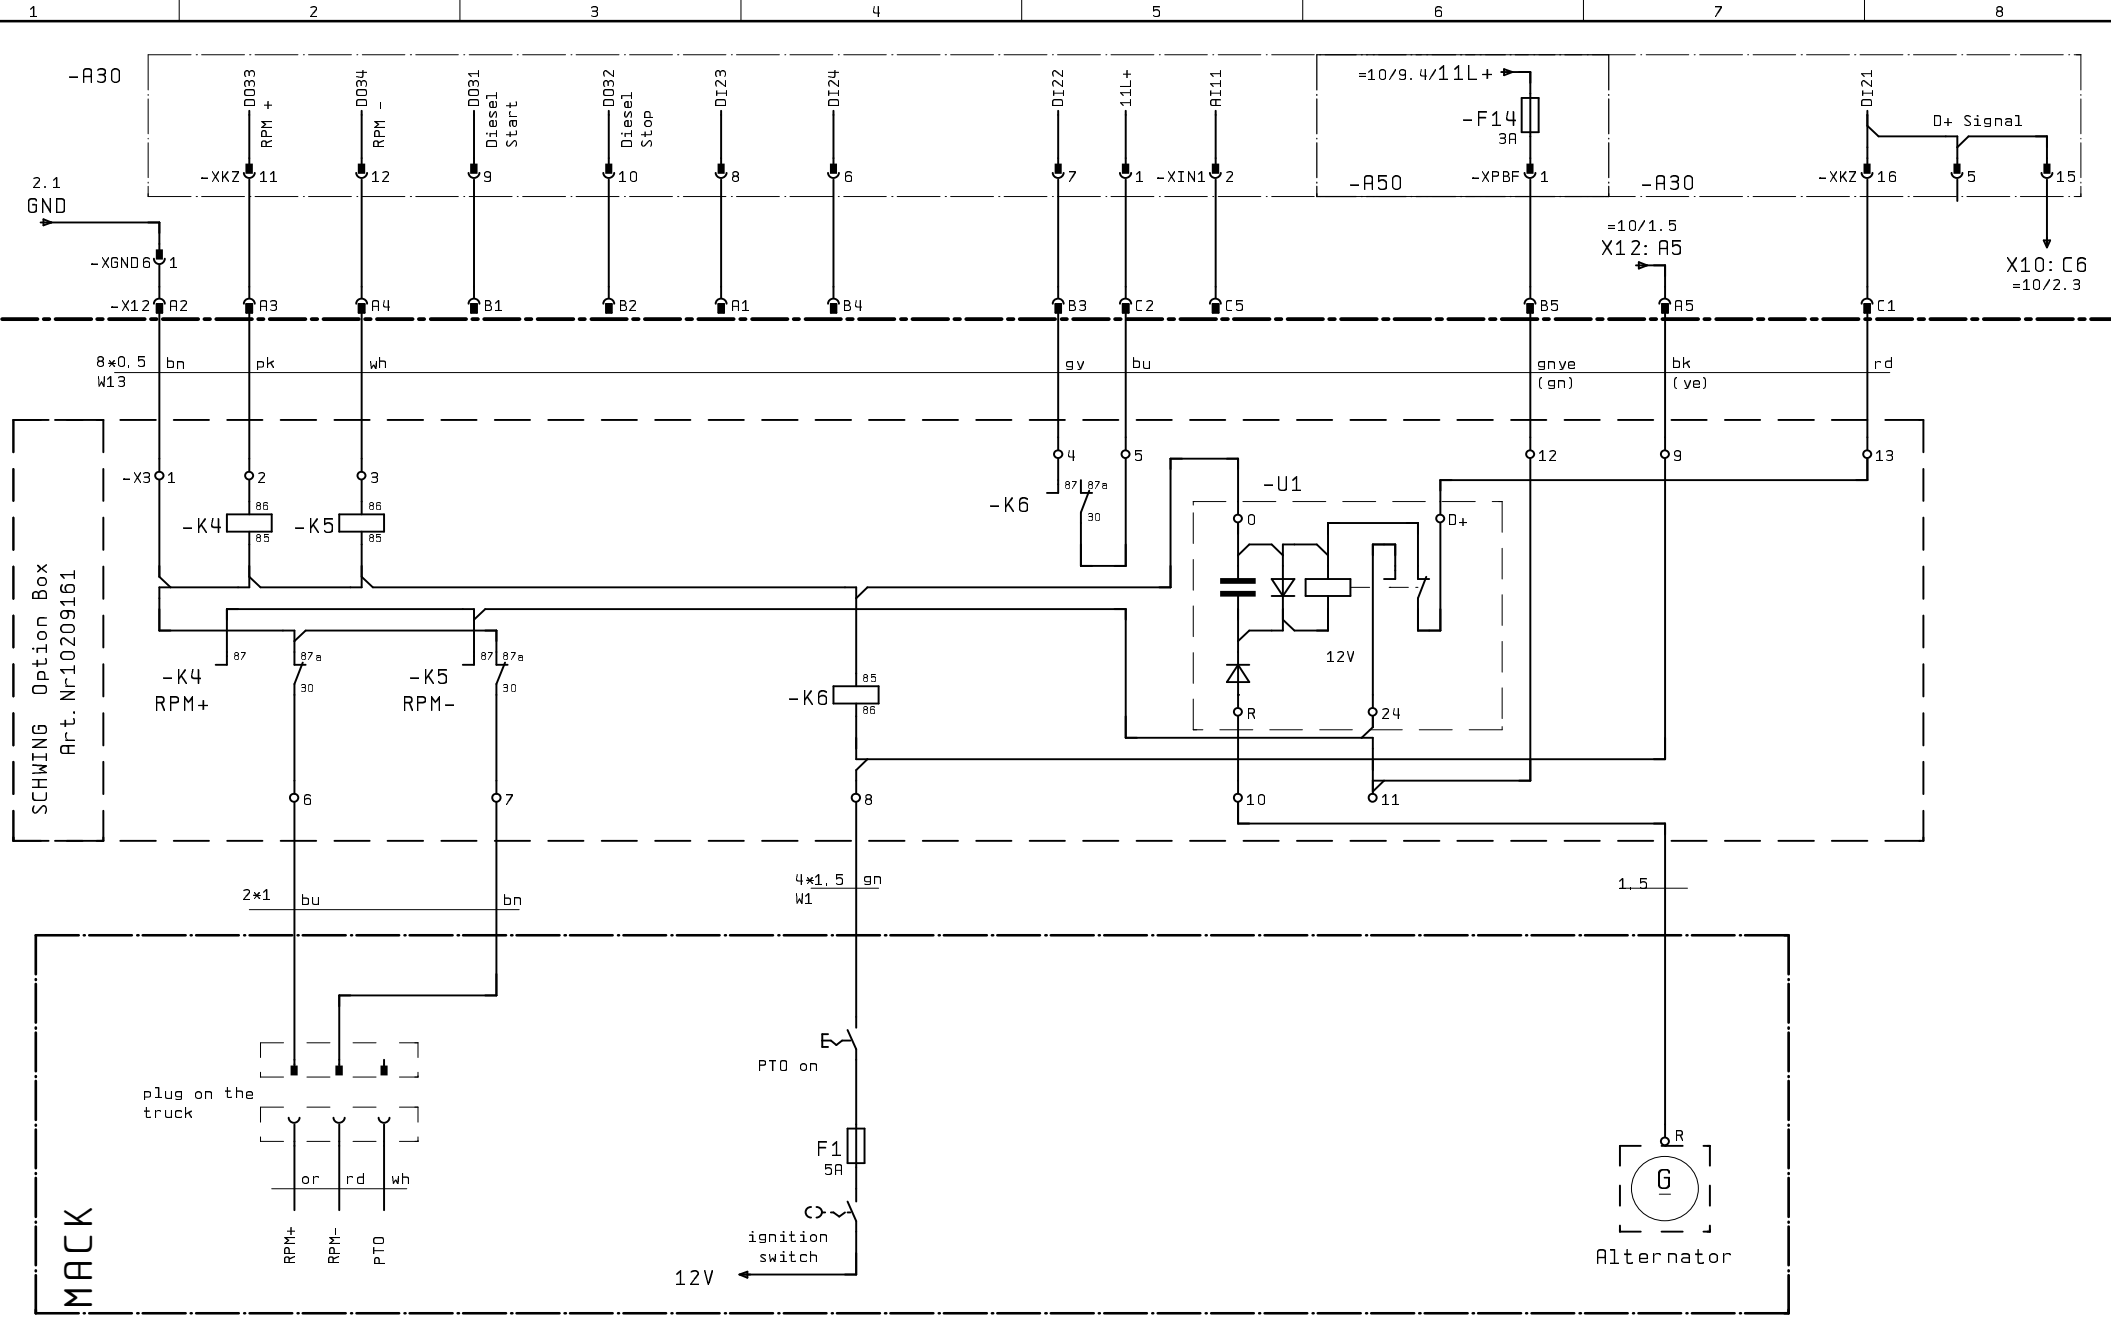 1 2 3 4 5 6 7 8
-A30
DO33
RPM +
DO34
RPM -
DO31
Diesel
Start
DO32
Diesel
Stop
DI23
DI24
DI22
11L+
AI11
=10/9.4/11L+
-F14
3A
DI21
D+ Signal
-XKZ 11 12 9 10 8 6 7 1 -XIN1 2
-A50
-XPBF 1
-A30
-XKZ 16 5 15
2.1
GND
=10/1.5
X12: A5
-XGND6 1
X10: C6
=10/2.3
-X12 A2 A3 A4 B1 B2 A1 B4 B3 C2 C5 B5 A5 C1
8*0,5 bn pk wh gy bu gnye bk rd
W13 (gn) (ye)
-X3 1 2 3 4 5 12 9 13
SCHWING Option Box
Art.Nr10209161
-K4 86 85
-K5 86 85
-K6 87 87a 30
-U1
O D+
12V
R 24
-K4
RPM+
87 87a 30
-K5
RPM-
87 87a 30
-K6 85 86
6 7 8 10 11
2*1 bu bn
4*1,5 gn
W1
1,5
MACK
plug on the
truck
or rd wh
RPM+
RPM-
PTO
PTO on
F1
5A
ignition
switch
12V
R
G
Alternator